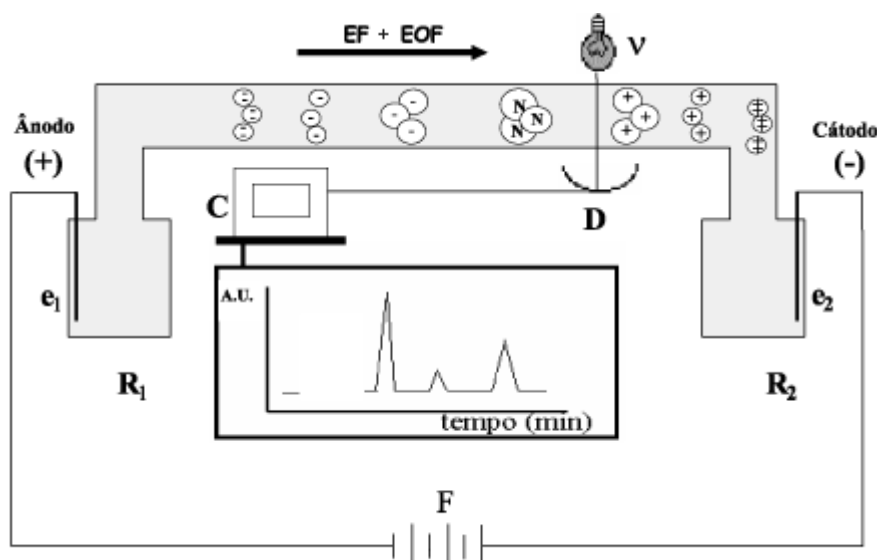 EF + EOF
ν
Ânodo
(+)
Cátodo
(-)
- - - N N N + + + + + + ‡ ‡ ‡
C
D
e1
e2
A.U.
R1
R2
tempo (min)
F